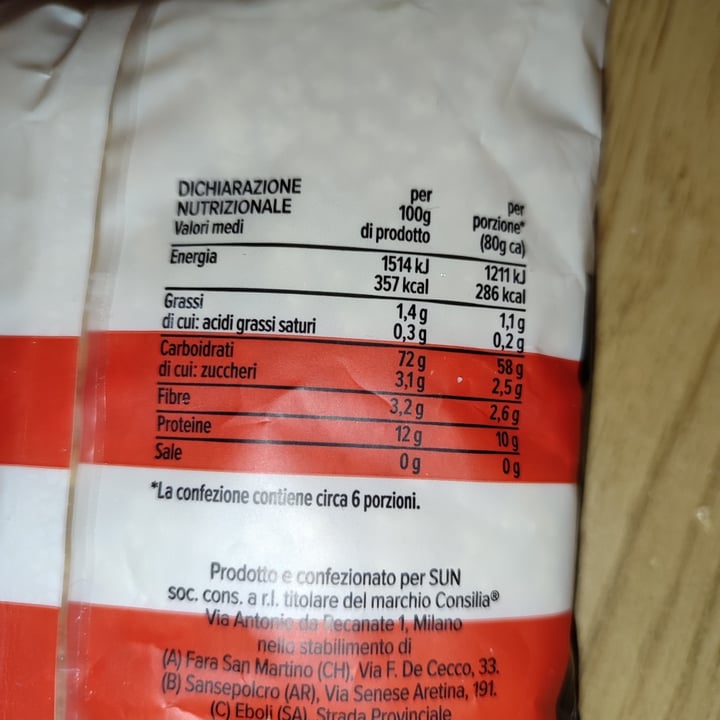 DICHIARAZIONE
NUTRIZIONALE
Valori medi
per
100g
di prodotto
per
porzione*
(80g ca)
Energia 1514 kJ 1211 kJ
357 kcal 286 kcal
Grassi 1,4 g 1,1 g
di cui: acidi grassi saturi 0,3 g 0,2 g
Carboidrati 72 g 58 g
di cui: zuccheri 3,1 g 2,5 g
Fibre 3,2 g 2,6 g
Proteine 12 g 10 g
Sale 0 g 0 g
*La confezione contiene circa 6 porzioni.
Prodotto e confezionato per SUN
soc. cons. a r.l. titolare del marchio Consilia®
Via Antonio da Recanate 1, Milano
nello stabilimento di
(A) Fara San Martino (CH), Via F. De Cecco, 33.
(B) Sansepolcro (AR), Via Senese Aretina, 191.
(C) Eboli (SA), Strada Provinciale